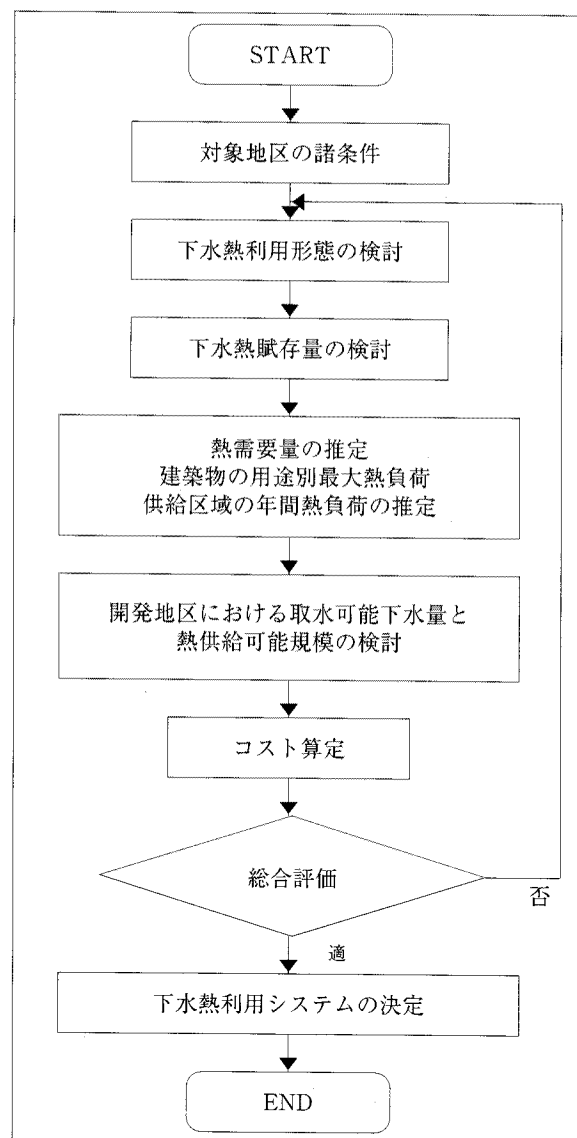 START
対象地区の諸条件
下水熱利用形態の検討
下水熱賦存量の検討
熱需要量の推定
建築物の用途別最大熱負荷
供給区域の年間熱負荷の推定
開発地区における取水可能下水量と
熱供給可能規模の検討
コスト算定
総合評価
否
適
下水熱利用システムの決定
END